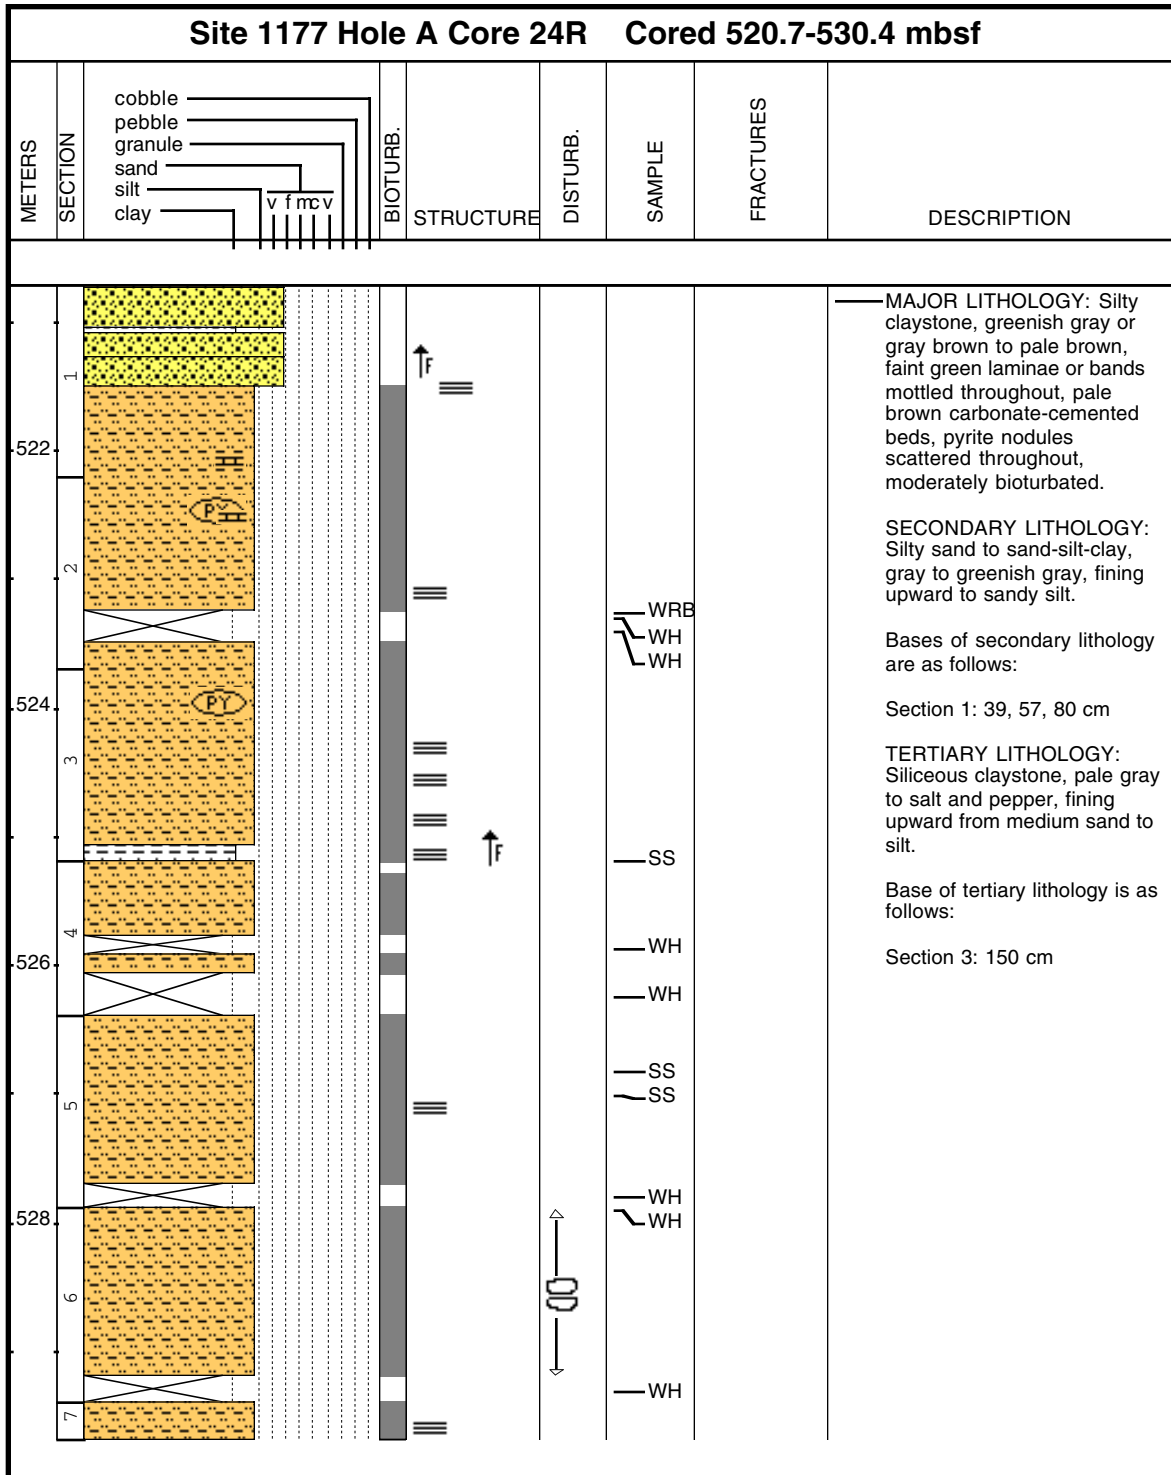 Site 1177 Hole A Core 24R Cored 520.7-530.4 mbsf
METERS
SECTION
cobble
pebble
granule
sand
silt
v f m c v
clay
BIOTURB.
STRUCTURE
DISTURB.
SAMPLE
FRACTURES
DESCRIPTION
1
2
3
4
5
6
7
522
524
526
528
PY
PY
F
F
WRB
WH
WH
SS
WH
WH
SS
SS
WH
WH
WH
MAJOR LITHOLOGY: Silty
claystone, greenish gray or
gray brown to pale brown,
faint green laminae or bands
mottled throughout, pale
brown carbonate-cemented
beds, pyrite nodules
scattered throughout,
moderately bioturbated.
SECONDARY LITHOLOGY:
Silty sand to sand-silt-clay,
gray to greenish gray, fining
upward to sandy silt.
Bases of secondary lithology
are as follows:
Section 1: 39, 57, 80 cm
TERTIARY LITHOLOGY:
Siliceous claystone, pale gray
to salt and pepper, fining
upward from medium sand to
silt.
Base of tertiary lithology is as
follows:
Section 3: 150 cm